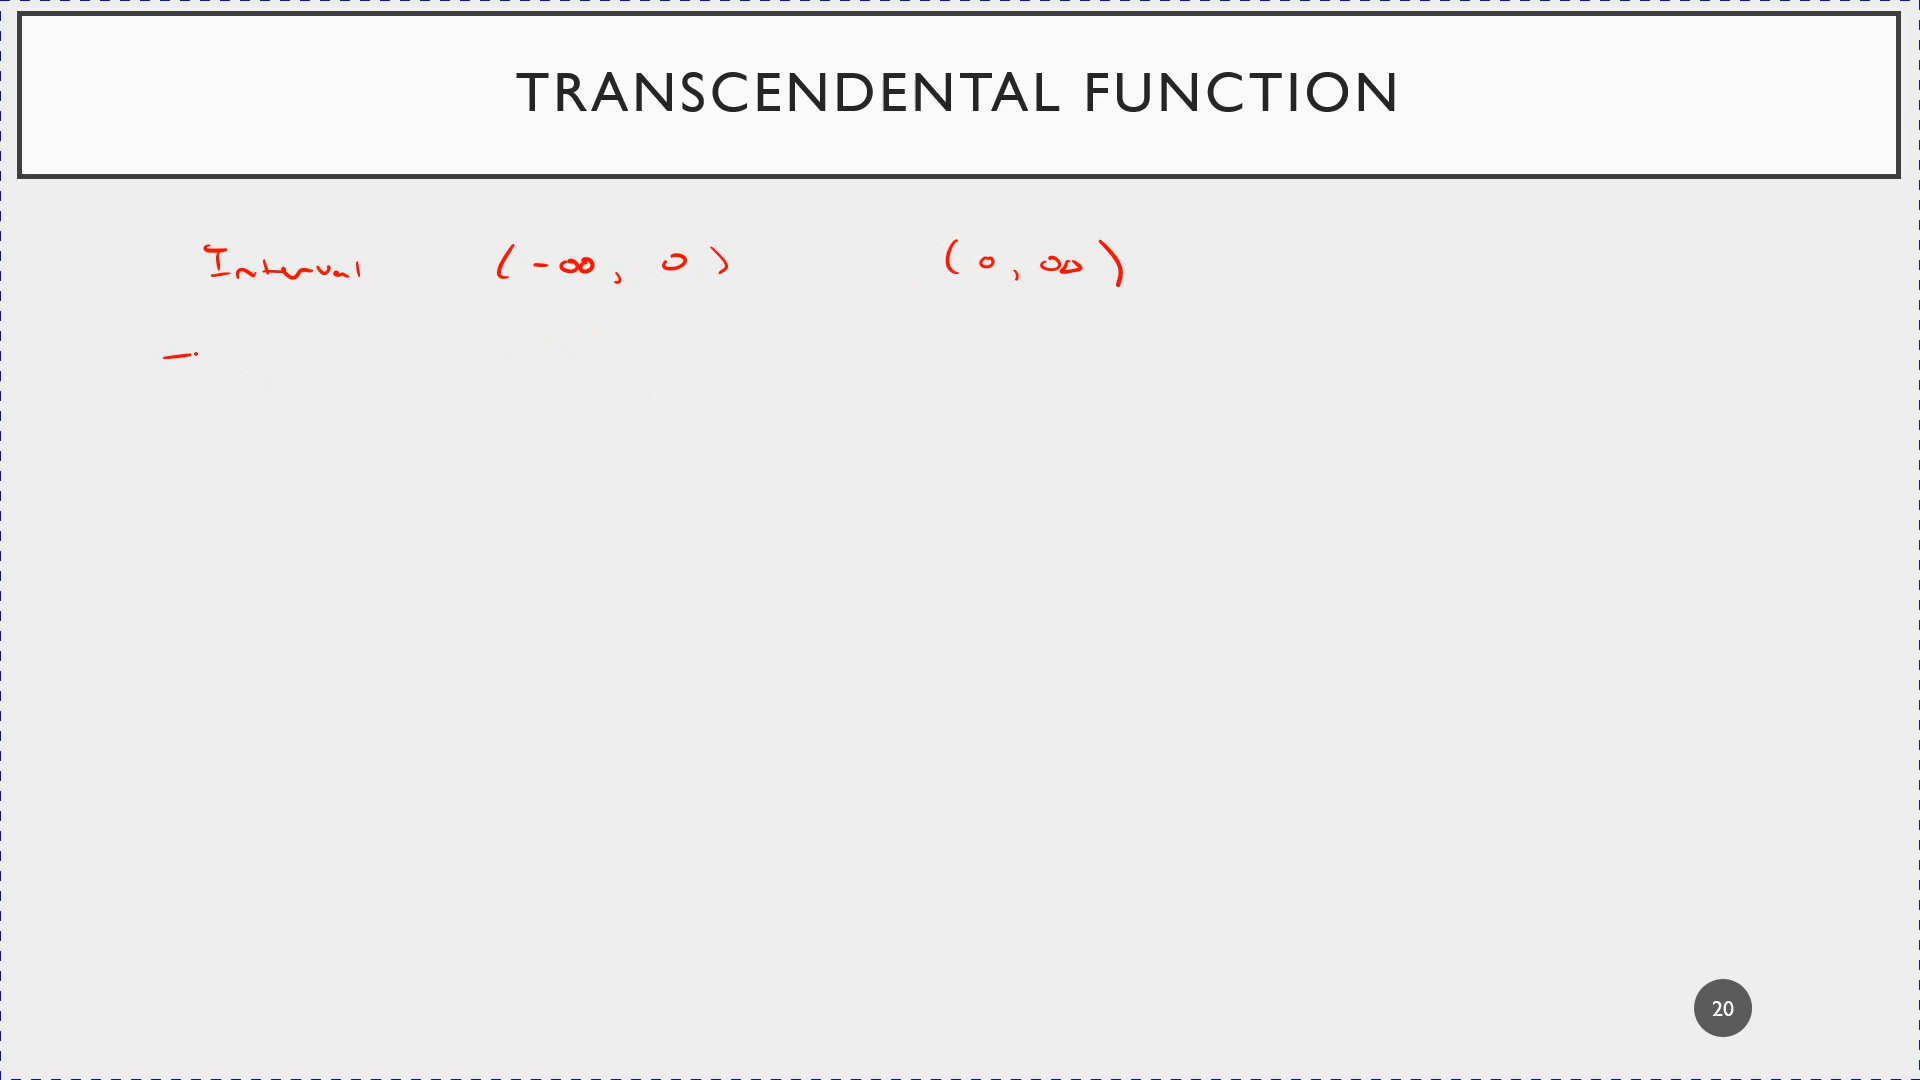 TRANSCENDENTAL FUNCTION
Interval (-∞, 0) (0, ∞)
20